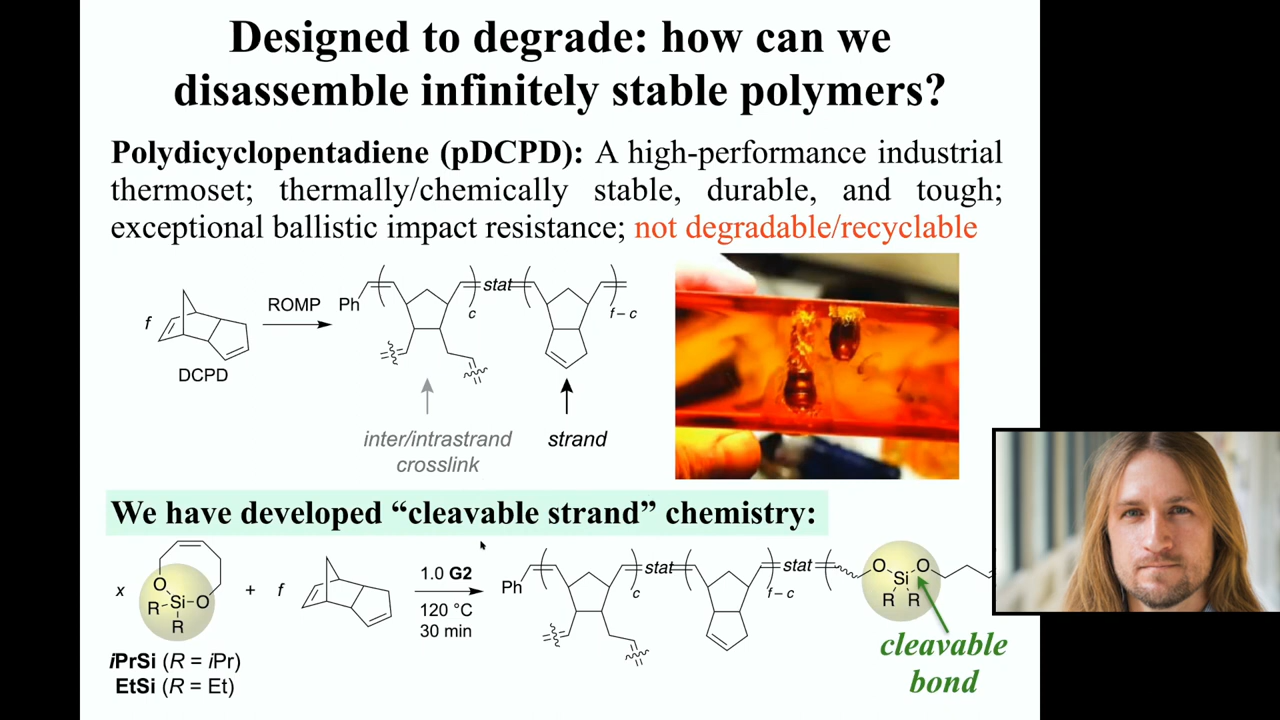 Designed to degrade: how can we
disassemble infinitely stable polymers?
Polydicyclopentadiene (pDCPD): A high-performance industrial
thermoset; thermally/chemically stable, durable, and tough;
exceptional ballistic impact resistance; not degradable/recyclable
f
DCPD
ROMP
Ph
c
stat
f – c
inter/intrastrand
crosslink
strand
We have developed “cleavable strand” chemistry:
x
O
R
Si
O
R
iPrSi (R = iPr)
EtSi (R = Et)
+
f
1.0 G2
120 °C
30 min
Ph
c
stat
f – c
stat
O
Si
O
R R
cleavable
bond